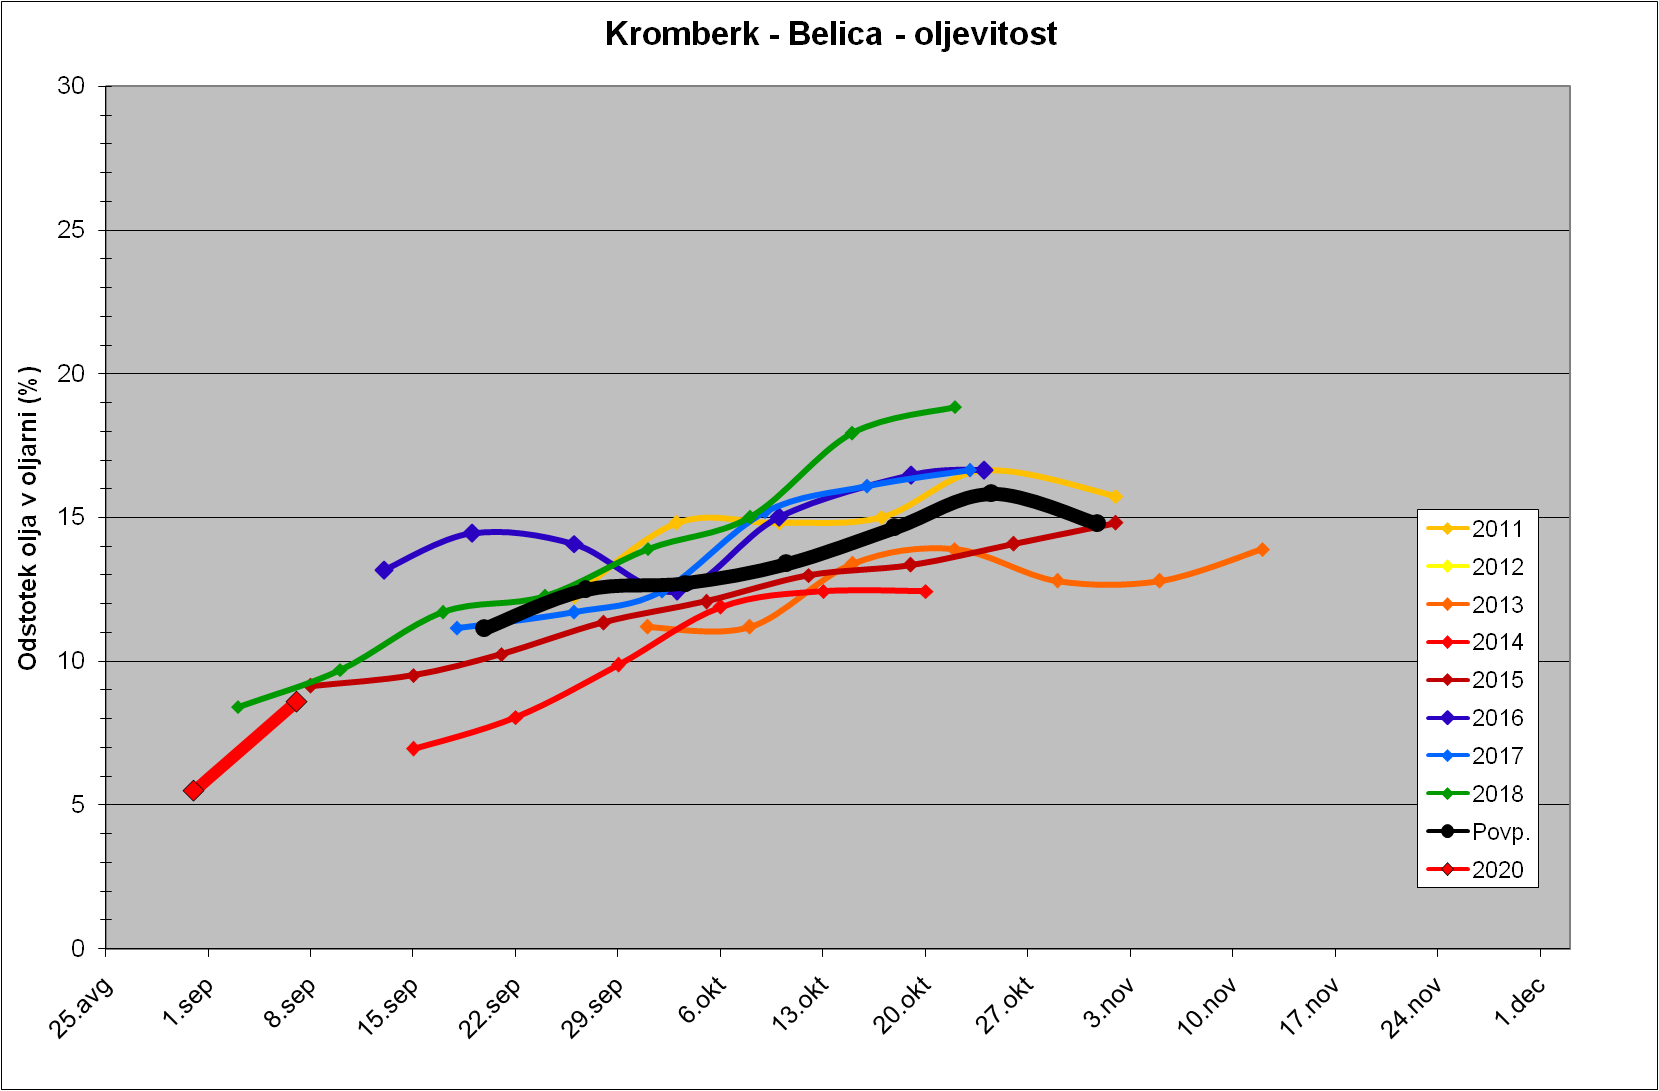 Kromberk - Belica - oljevitost
Odstotek olja v oljarni (%)
30
25
20
15
10
5
0
25.avg
1.sep
8.sep
15.sep
22.sep
29.sep
6.okt
13.okt
20.okt
27.okt
3.nov
10.nov
17.nov
24.nov
1.dec
2011
2012
2013
2014
2015
2016
2017
2018
Povp.
2020